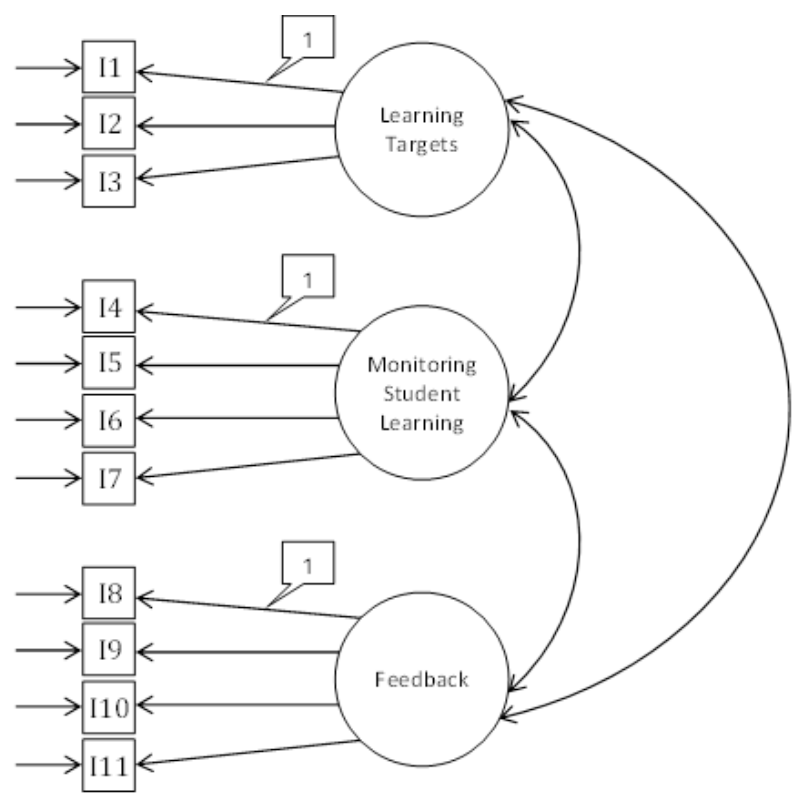 1
I1
I2
I3
Learning
Targets
1
I4
I5
I6
I7
Monitoring
Student
Learning
1
I8
I9
I10
I11
Feedback